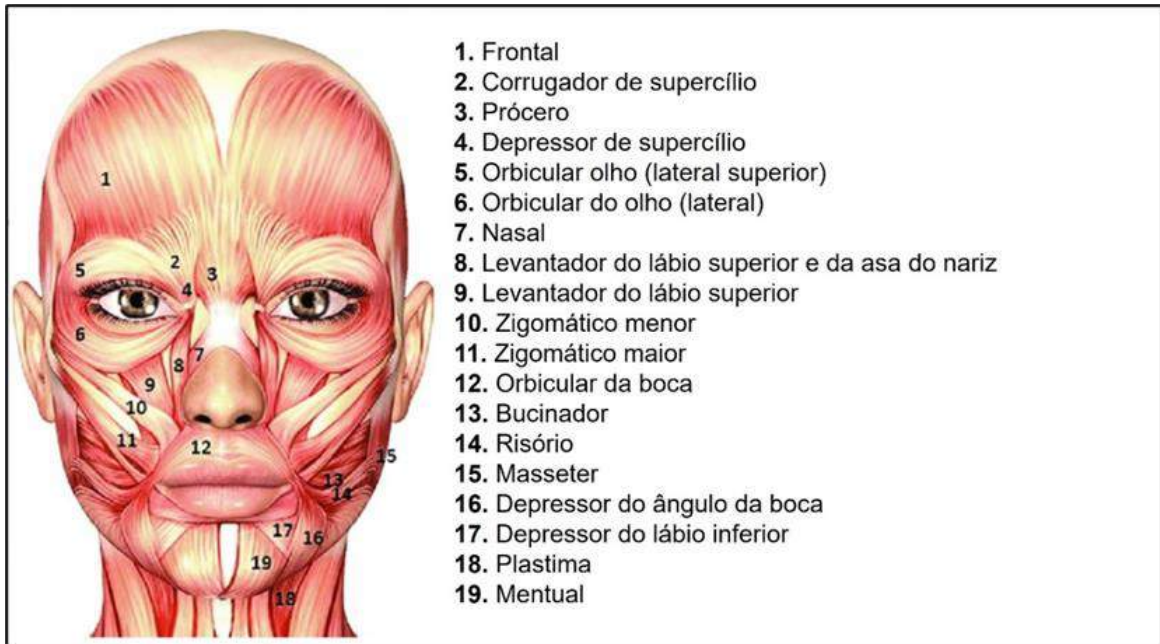 1. Frontal
2. Corrugador de supercílio
3. Prócero
4. Depressor de supercílio
5. Orbicular olho (lateral superior)
6. Orbicular do olho (lateral)
7. Nasal
8. Levantador do lábio superior e da asa do nariz
9. Levantador do lábio superior
10. Zigomático menor
11. Zigomático maior
12. Orbicular da boca
13. Bucinador
14. Risório
15. Masseter
16. Depressor do ângulo da boca
17. Depressor do lábio inferior
18. Plastima
19. Mentual
1
2
3
5
4
6
7
8
9
10
11
12
15
13
14
17
16
19
18